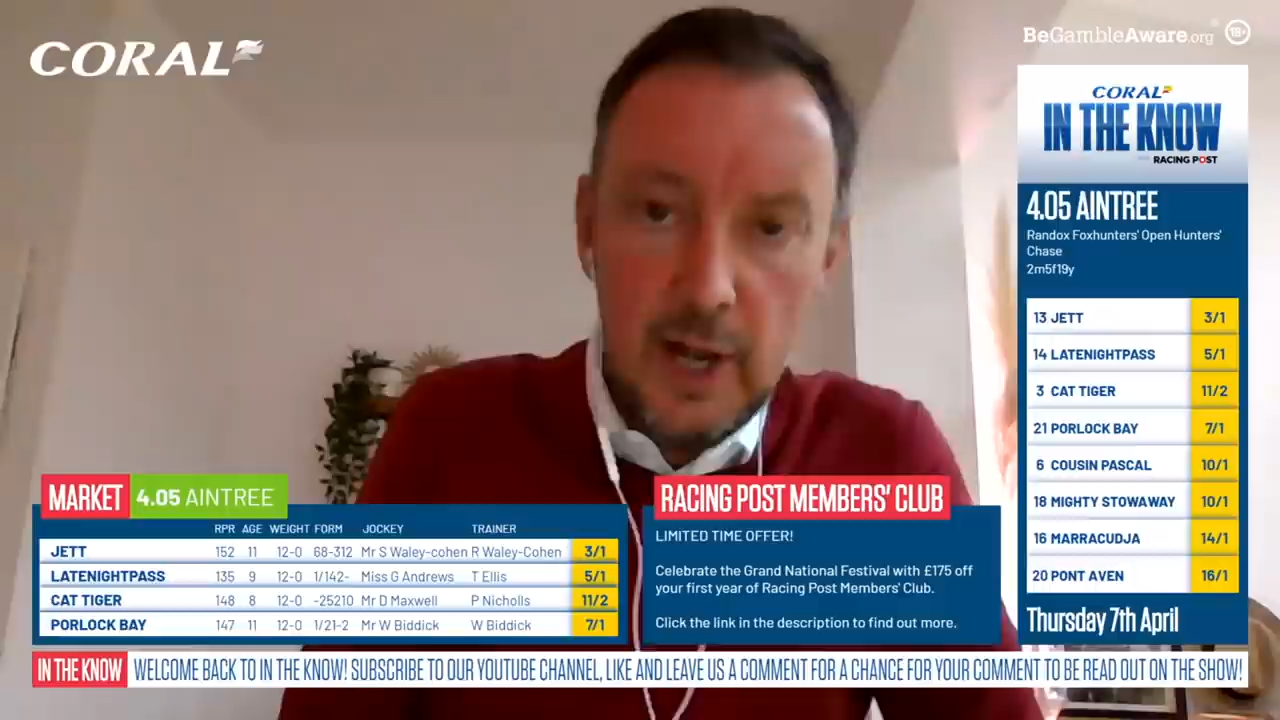 CORAL
BeGambleAware.org 18+
CORAL
IN THE KNOW
RACING POST
4.05 AINTREE
Randox Foxhunters' Open Hunters'
Chase
2m5f19y
13 JETT 3/1
14 LATENIGHTPASS 5/1
3 CAT TIGER 11/2
21 PORLOCK BAY 7/1
6 COUSIN PASCAL 10/1
18 MIGHTY STOWAWAY 10/1
16 MARRACUDJA 14/1
20 PONT AVEN 16/1
Thursday 7th April
MARKET 4.05 AINTREE
RPR AGE WEIGHT FORM JOCKEY TRAINER
JETT 152 11 12-0 68-312 Mr S Waley-cohen R Waley-Cohen 3/1
LATENIGHTPASS 135 9 12-0 1/142- Miss G Andrews T Ellis 5/1
CAT TIGER 148 8 12-0 -25210 Mr D Maxwell P Nicholls 11/2
PORLOCK BAY 147 11 12-0 1/21-2 Mr W Biddick W Biddick 7/1
RACING POST MEMBERS' CLUB
LIMITED TIME OFFER!
Celebrate the Grand National Festival with £175 off
your first year of Racing Post Members' Club.
Click the link in the description to find out more.
IN THE KNOW WELCOME BACK TO IN THE KNOW! SUBSCRIBE TO OUR YOUTUBE CHANNEL, LIKE AND LEAVE US A COMMENT FOR A CHANCE FOR YOUR COMMENT TO BE READ OUT ON THE SHOW!